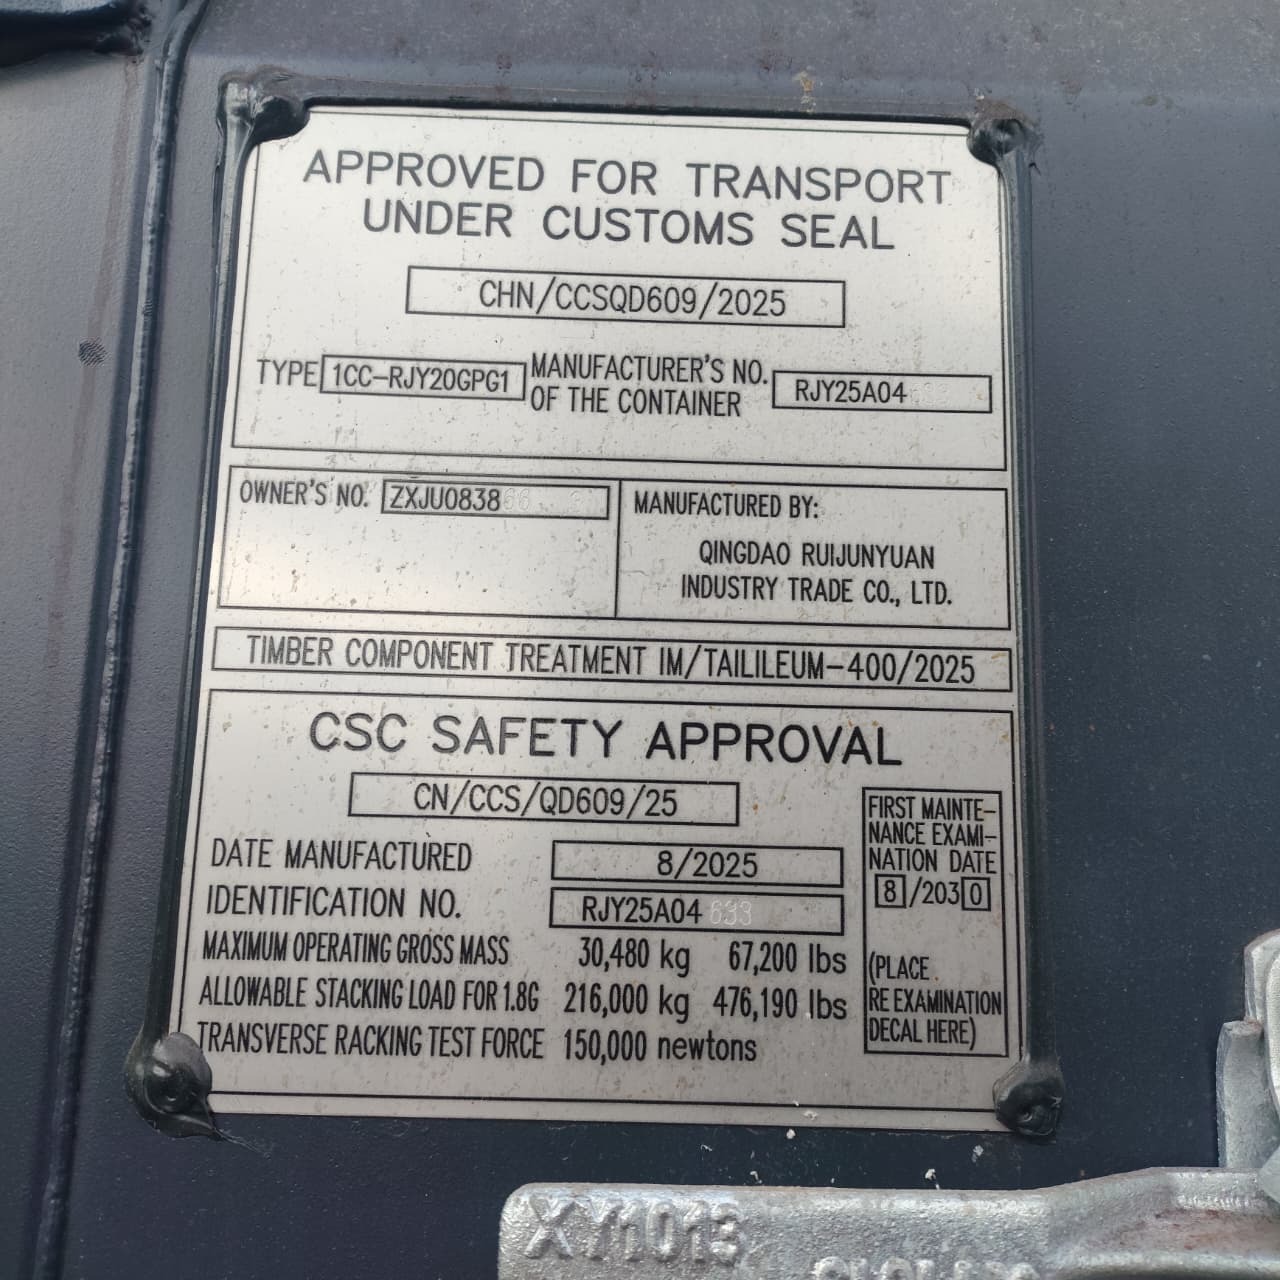 APPROVED FOR TRANSPORT
UNDER CUSTOMS SEAL
CHN/CCSQD609/2025
TYPE 1CC-RJY20GPG1 MANUFACTURER'S NO. OF THE CONTAINER RJY25A04633
OWNER'S NO. ZXJU083866
MANUFACTURED BY:
QINGDAO RUIJUNYUAN
INDUSTRY TRADE CO., LTD.
TIMBER COMPONENT TREATMENT IM/TAILILEUM-400/2025
CSC SAFETY APPROVAL
CN/CCS/QD609/25
DATE MANUFACTURED 8/2025
IDENTIFICATION NO. RJY25A04633
MAXIMUM OPERATING GROSS MASS 30,480 kg 67,200 lbs
ALLOWABLE STACKING LOAD FOR 1.8G 216,000 kg 476,190 lbs
TRANSVERSE RACKING TEST FORCE 150,000 newtons
FIRST MAINTE-
NANCE EXAMI-
NATION DATE
8/2030
(PLACE
RE EXAMINATION
DECAL HERE)
XY1013